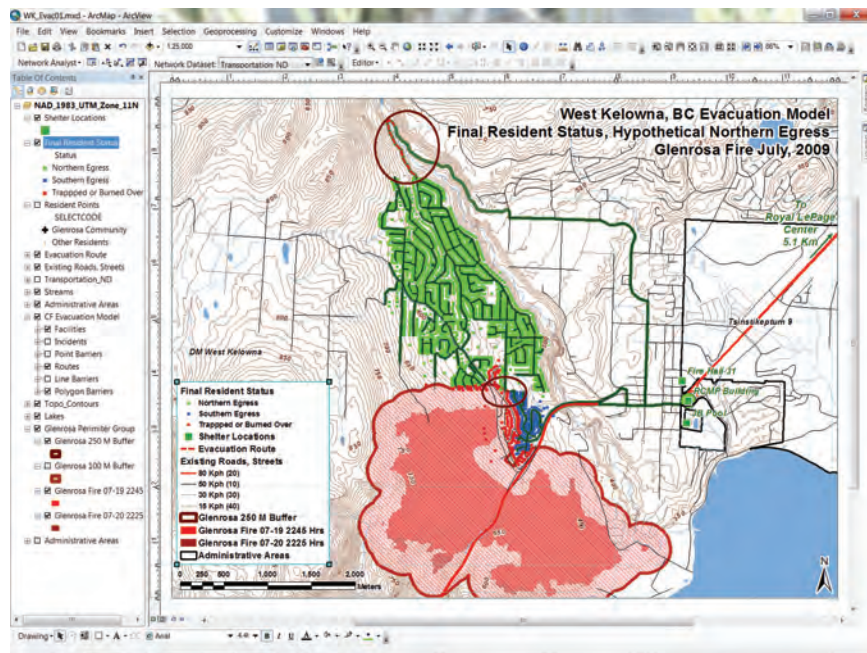 WK_Evac01.mxd - ArcMap - ArcView
File Edit View Bookmarks Insert Selection Geoprocessing Customize Windows Help
1:25,000
86%
Network Analyst Network Dataset: Transportation_ND Editor
Table Of Contents
NAD_1983_UTM_Zone_11N
Shelter Locations
Final Resident Status
Status
Northern Egress
Southern Egress
Trappped or Burned Over
Resident Points
SELECTCODE
Glenrosa Community
Other Residents
Evacuation Route
Existing Roads, Streets
Transportation_ND
Streams
Administrative Areas
CF Evacuation Model
Facilities
Incidents
Point Barriers
Routes
Line Barriers
Polygon Barriers
Topo_Contours
Lakes
Glenrosa Perimiter Group
Glenrosa 250 M Buffer
Glenrosa 100 M Buffer
Glenrosa Fire 07-19 2245
Glenrosa Fire 07-20 2225
Administrative Areas
West Kelowna, BC Evacuation Model
Final Resident Status, Hypothetical Northern Egress
Glenrosa Fire July, 2009
To
Royal LePage
Center
5.1 Km
Tsinstikeptum 9
DM West Kelowna
Fire Hall 31
RCMP Building
JB Pool
Final Resident Status
Northern Egress
Southern Egress
Trappped or Burned Over
Shelter Locations
Evacuation Route
Existing Roads, Streets
80 Kph (20)
50 Kph (10)
30 Kph (30)
15 Kph (40)
Glenrosa 250 M Buffer
Glenrosa Fire 07-19 2245 Hrs
Glenrosa Fire 07-20 2225 Hrs
Administrative Areas
0 250 500 1,000 1,500 2,000
Meters
N
Drawing A Arial B I U A